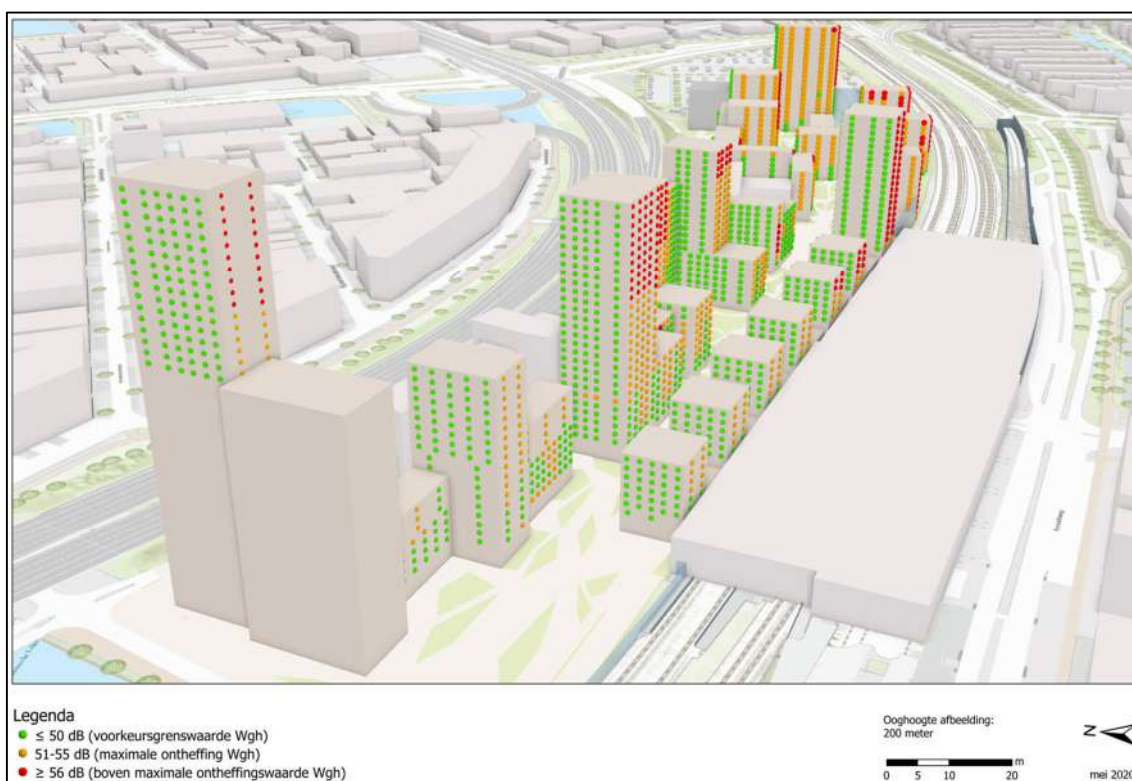 Legenda
≤ 50 dB (voorkeursgrenswaarde Wgh)
51-55 dB (maximale ontheffing Wgh)
≥ 56 dB (boven maximale ontheffingswaarde Wgh)
Ooghoogte afbeelding:
200 meter
N
m
0 5 10 20
mei 2020